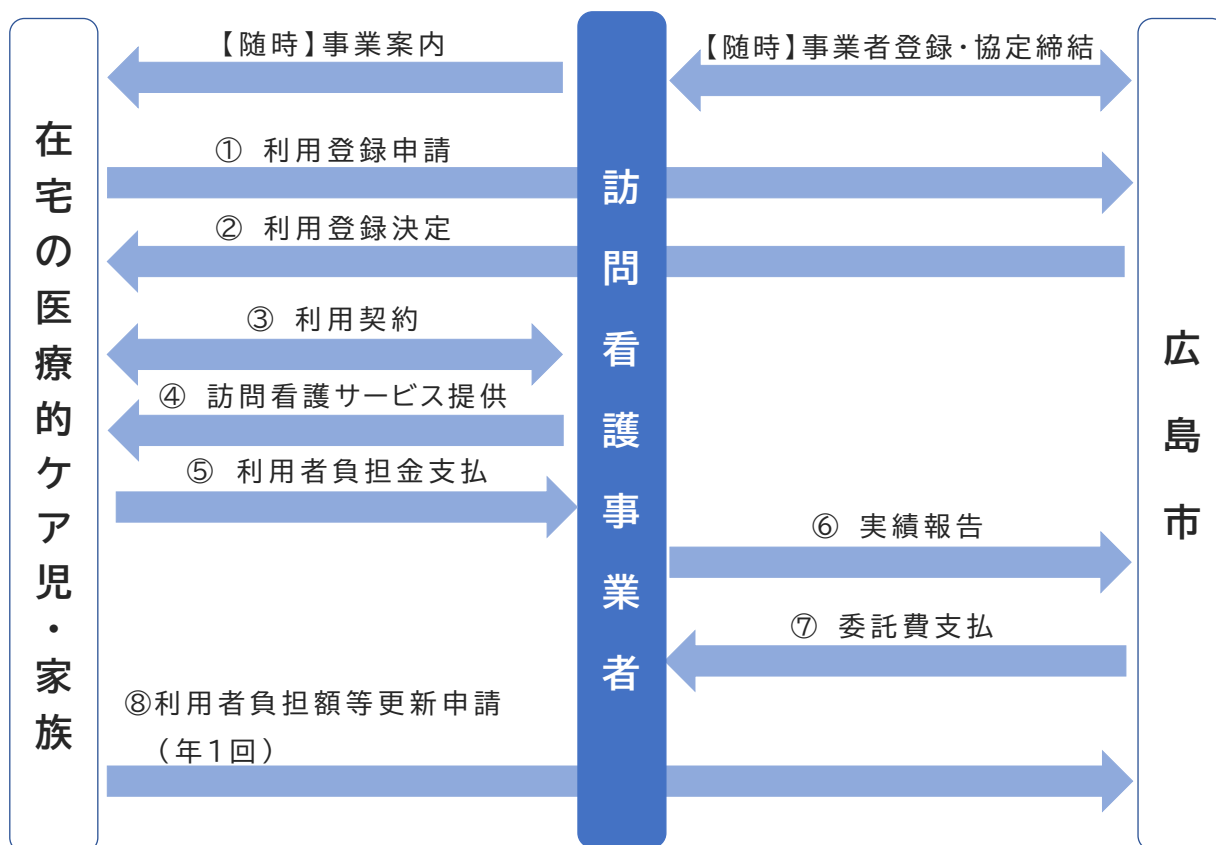 【随時】事業案内
【随時】事業者登録・協定締結
在宅の医療的ケア児・家族
訪問看護事業者
広島市
① 利用登録申請
② 利用登録決定
③ 利用契約
④ 訪問看護サービス提供
⑤ 利用者負担金支払
⑥ 実績報告
⑦ 委託費支払
⑧利用者負担額等更新申請
（年1回）